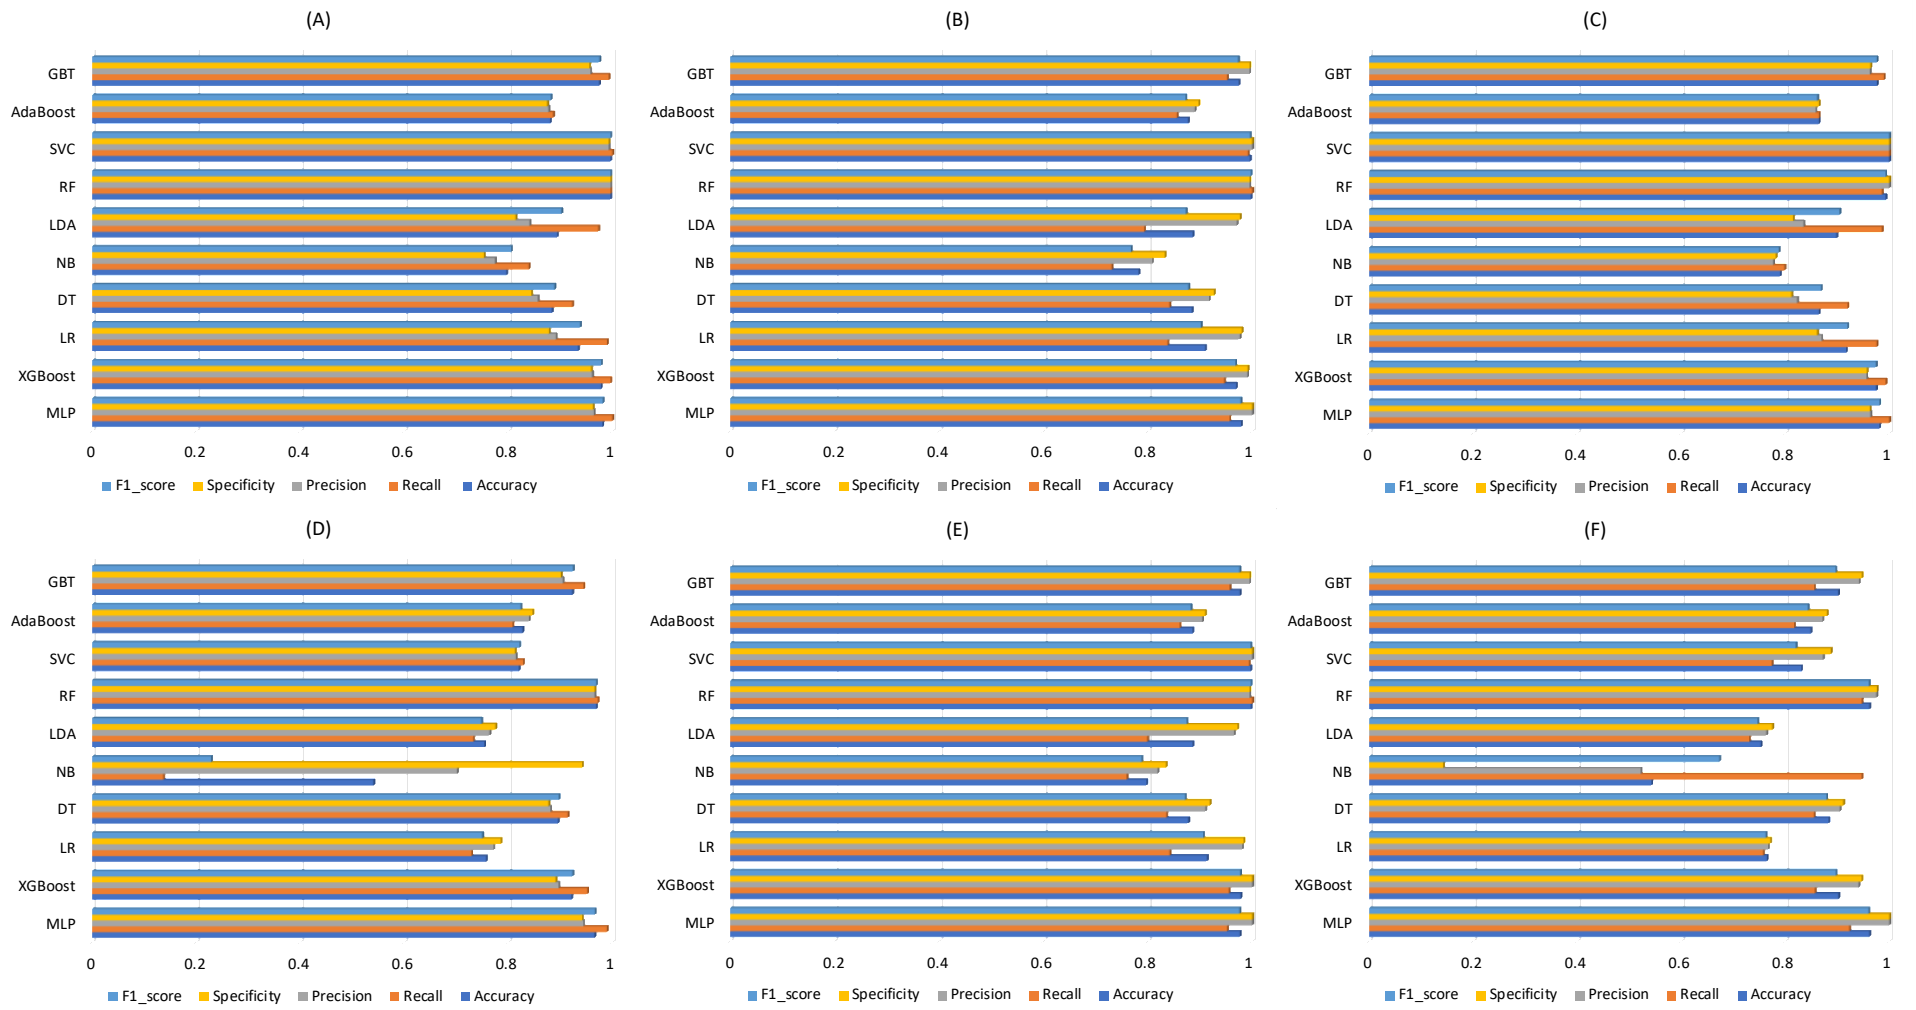 (A)
GBT
AdaBoost
SVC
RF
LDA
NB
DT
LR
XGBoost
MLP
0 0.2 0.4 0.6 0.8 1
F1_score Specificity Precision Recall Accuracy
(B)
GBT
AdaBoost
SVC
RF
LDA
NB
DT
LR
XGBoost
MLP
0 0.2 0.4 0.6 0.8 1
F1_score Specificity Precision Recall Accuracy
(C)
GBT
AdaBoost
SVC
RF
LDA
NB
DT
LR
XGBoost
MLP
0 0.2 0.4 0.6 0.8 1
F1_score Specificity Precision Recall Accuracy
(D)
GBT
AdaBoost
SVC
RF
LDA
NB
DT
LR
XGBoost
MLP
0 0.2 0.4 0.6 0.8 1
F1_score Specificity Precision Recall Accuracy
(E)
GBT
AdaBoost
SVC
RF
LDA
NB
DT
LR
XGBoost
MLP
0 0.2 0.4 0.6 0.8 1
F1_score Specificity Precision Recall Accuracy
(F)
GBT
AdaBoost
SVC
RF
LDA
NB
DT
LR
XGBoost
MLP
0 0.2 0.4 0.6 0.8 1
F1_score Specificity Precision Recall Accuracy